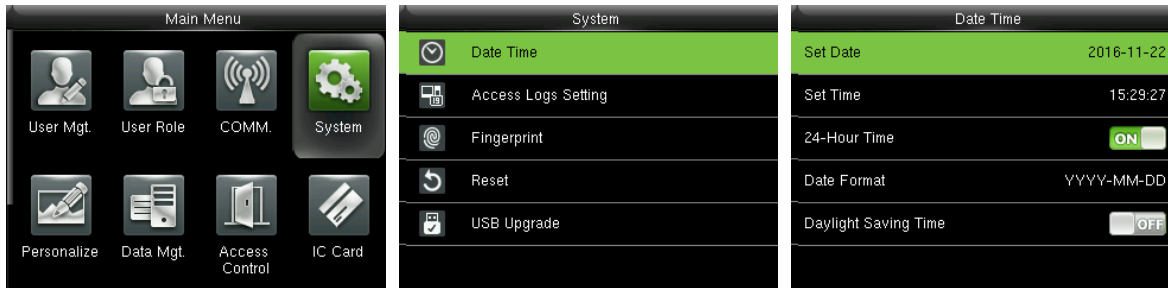 Main Menu
User Mgt.
User Role
COMM.
System
Personalize
Data Mgt.
Access
Control
IC Card
System
Date Time
Access Logs Setting
19
Fingerprint
Reset
USB Upgrade
Date Time
Set Date 2016-11-22
Set Time 15:29:27
24-Hour Time ON
Date Format YYYY-MM-DD
Daylight Saving Time OFF